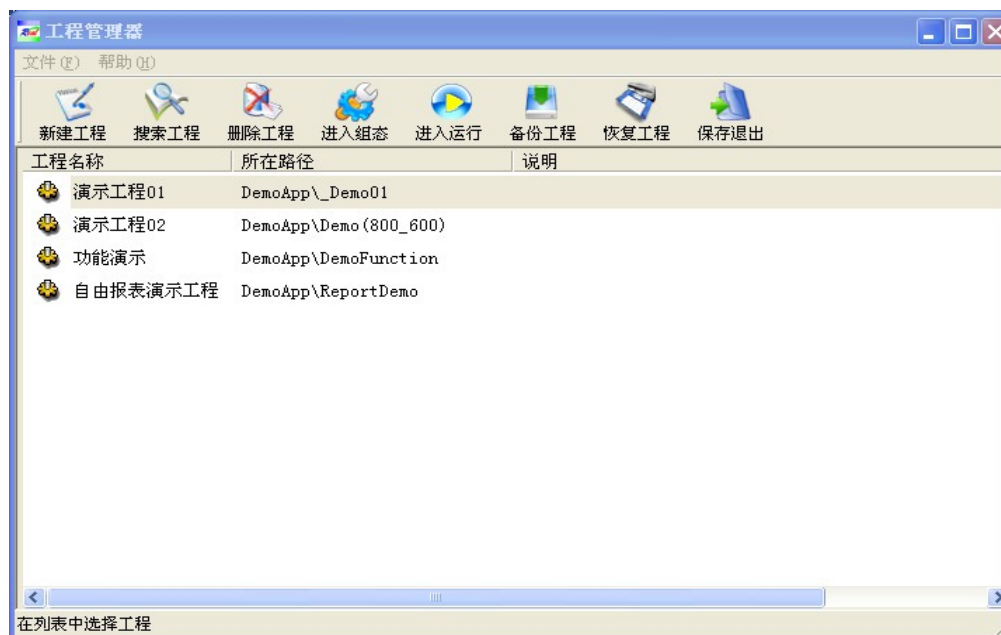 工程管理器
文件(F) 帮助(H)
新建工程 搜索工程 删除工程 进入组态 进入运行 备份工程 恢复工程 保存退出
工程名称 所在路径 说明
演示工程01 DemoApp\_Demo01
演示工程02 DemoApp\Demo(800_600)
功能演示 DemoApp\DemoFunction
自由报表演示工程 DemoApp\ReportDemo
在列表中选择工程